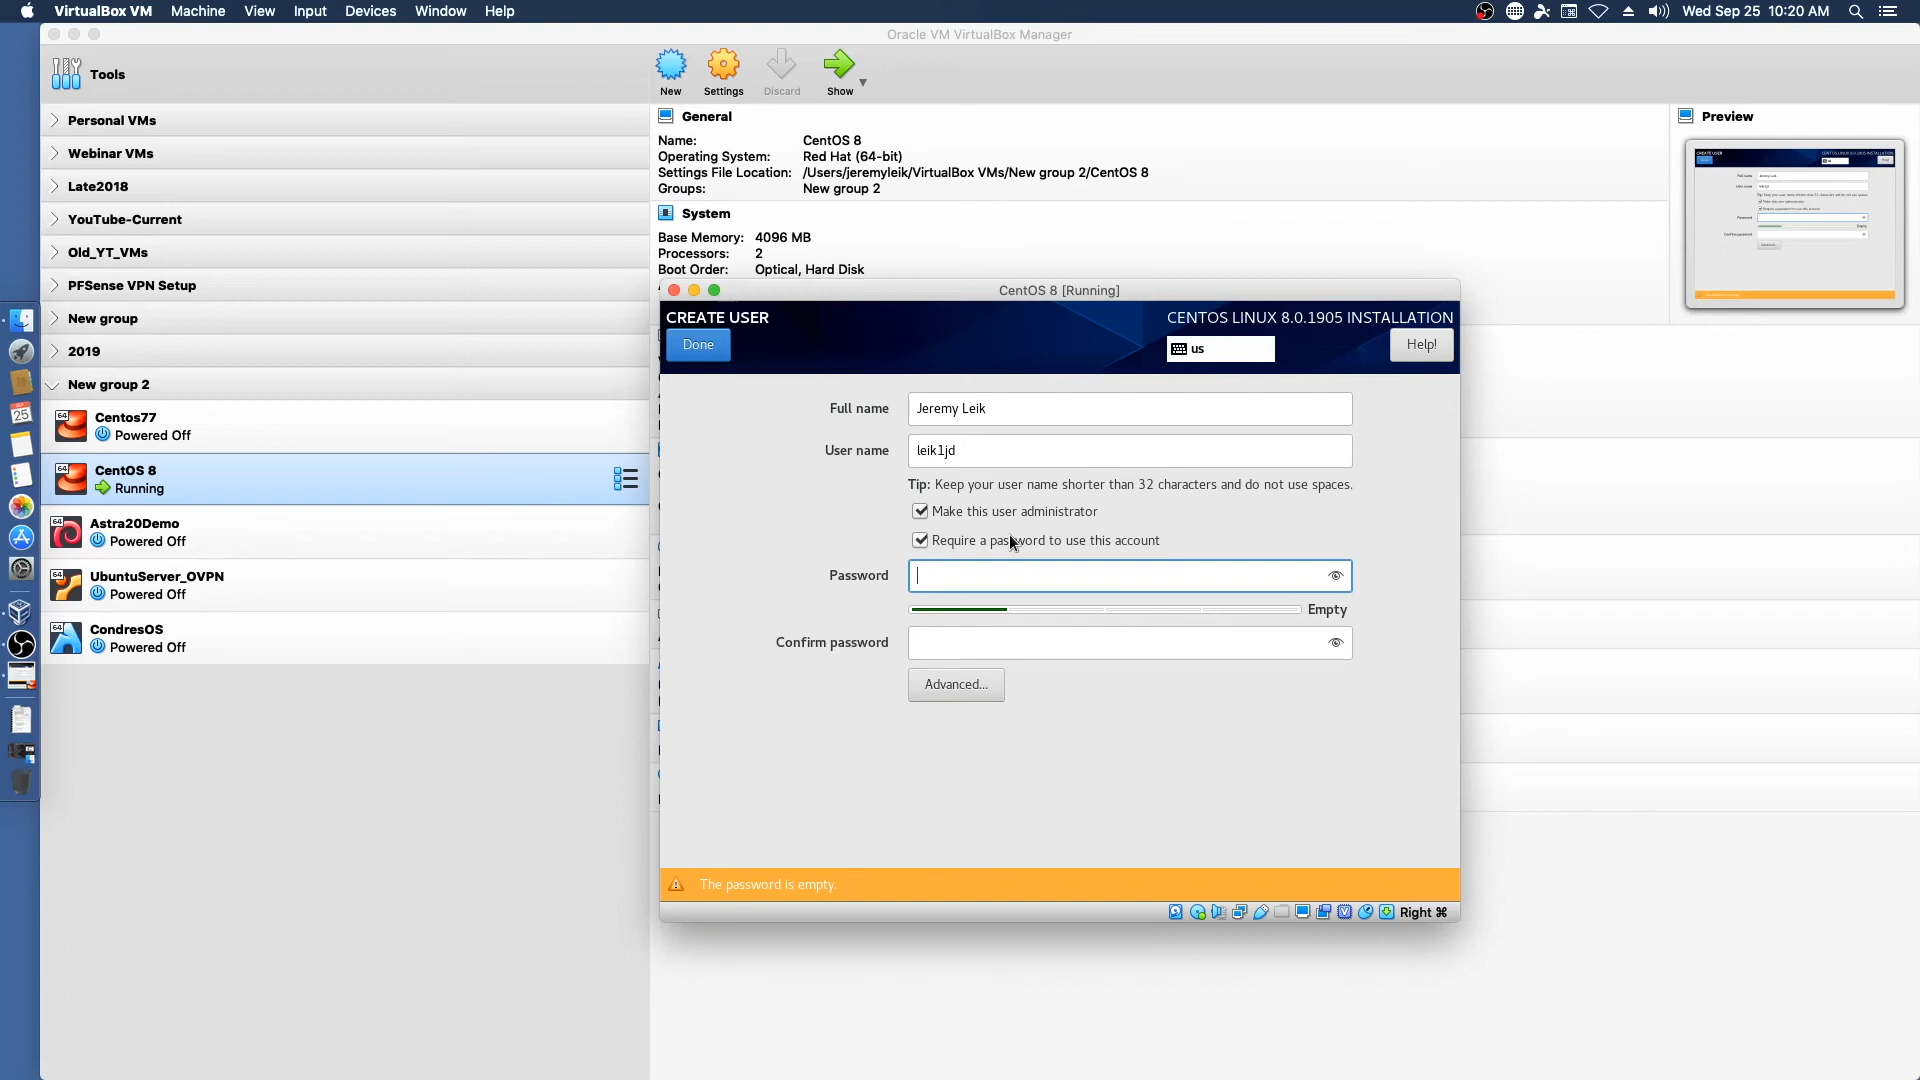 VirtualBox VM Machine View Input Devices Window Help Wed Sep 25 10:20 AM
Oracle VM VirtualBox Manager
Tools
New Settings Discard Show
Personal VMs
Webinar VMs
Late2018
YouTube-Current
Old_YT_VMs
PFSense VPN Setup
New group
2019
New group 2
64 Centos77
Powered Off
64 CentOS 8
Running
64 Astra20Demo
Powered Off
64 UbuntuServer_OVPN
Powered Off
64 CondresOS
Powered Off
General
Name: CentOS 8
Operating System: Red Hat (64-bit)
Settings File Location: /Users/jeremyleik/VirtualBox VMs/New group 2/CentOS 8
Groups: New group 2
System
Base Memory: 4096 MB
Processors: 2
Boot Order: Optical, Hard Disk
Preview
CentOS 8 [Running]
CREATE USER CENTOS LINUX 8.0.1905 INSTALLATION
Done us Help!
Full name Jeremy Leik
User name leik1jd
Tip: Keep your user name shorter than 32 characters and do not use spaces.
Make this user administrator
Require a password to use this account
Password
Empty
Confirm password
Advanced...
The password is empty.
Right ⌘